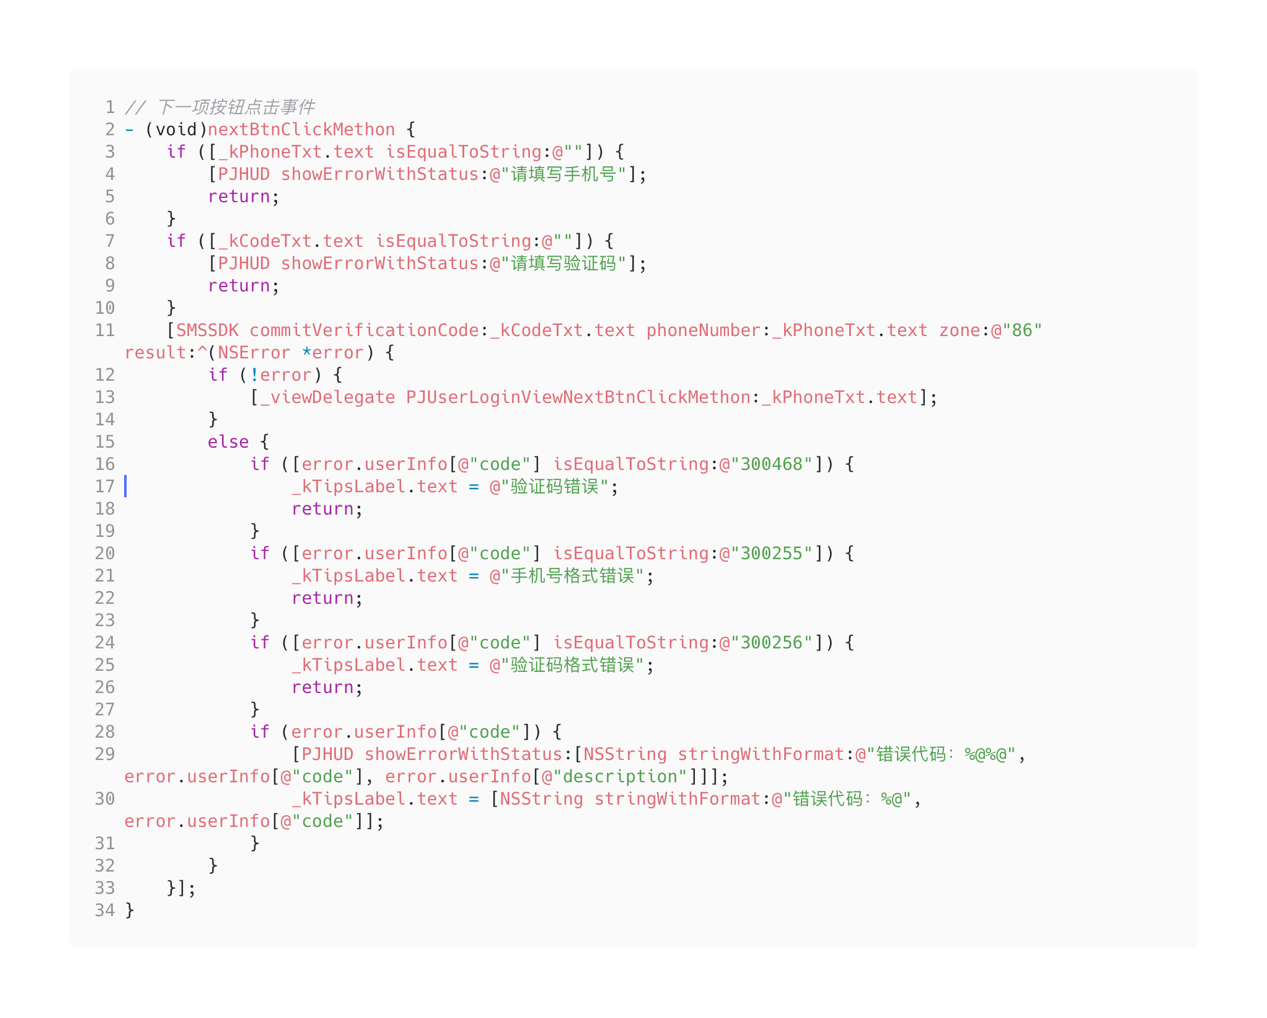 1 // 下一项按钮点击事件
2 - (void)nextBtnClickMethon {
3     if ([_kPhoneTxt.text isEqualToString:@""]) {
4         [PJHUD showErrorWithStatus:@"请填写手机号"];
5         return;
6     }
7     if ([_kCodeTxt.text isEqualToString:@""]) {
8         [PJHUD showErrorWithStatus:@"请填写验证码"];
9         return;
10     }
11     [SMSSDK commitVerificationCode:_kCodeTxt.text phoneNumber:_kPhoneTxt.text zone:@"86"
result:^(NSError *error) {
12         if (!error) {
13             [_viewDelegate PJUserLoginViewNextBtnClickMethon:_kPhoneTxt.text];
14         }
15         else {
16             if ([error.userInfo[@"code"] isEqualToString:@"300468"]) {
17                 _kTipsLabel.text = @"验证码错误";
18                 return;
19             }
20             if ([error.userInfo[@"code"] isEqualToString:@"300255"]) {
21                 _kTipsLabel.text = @"手机号格式错误";
22                 return;
23             }
24             if ([error.userInfo[@"code"] isEqualToString:@"300256"]) {
25                 _kTipsLabel.text = @"验证码格式错误";
26                 return;
27             }
28             if (error.userInfo[@"code"]) {
29                 [PJHUD showErrorWithStatus:[NSString stringWithFormat:@"错误代码：%@%@",
error.userInfo[@"code"], error.userInfo[@"description"]]];
30                 _kTipsLabel.text = [NSString stringWithFormat:@"错误代码：%@",
error.userInfo[@"code"]];
31             }
32         }
33     }];
34 }